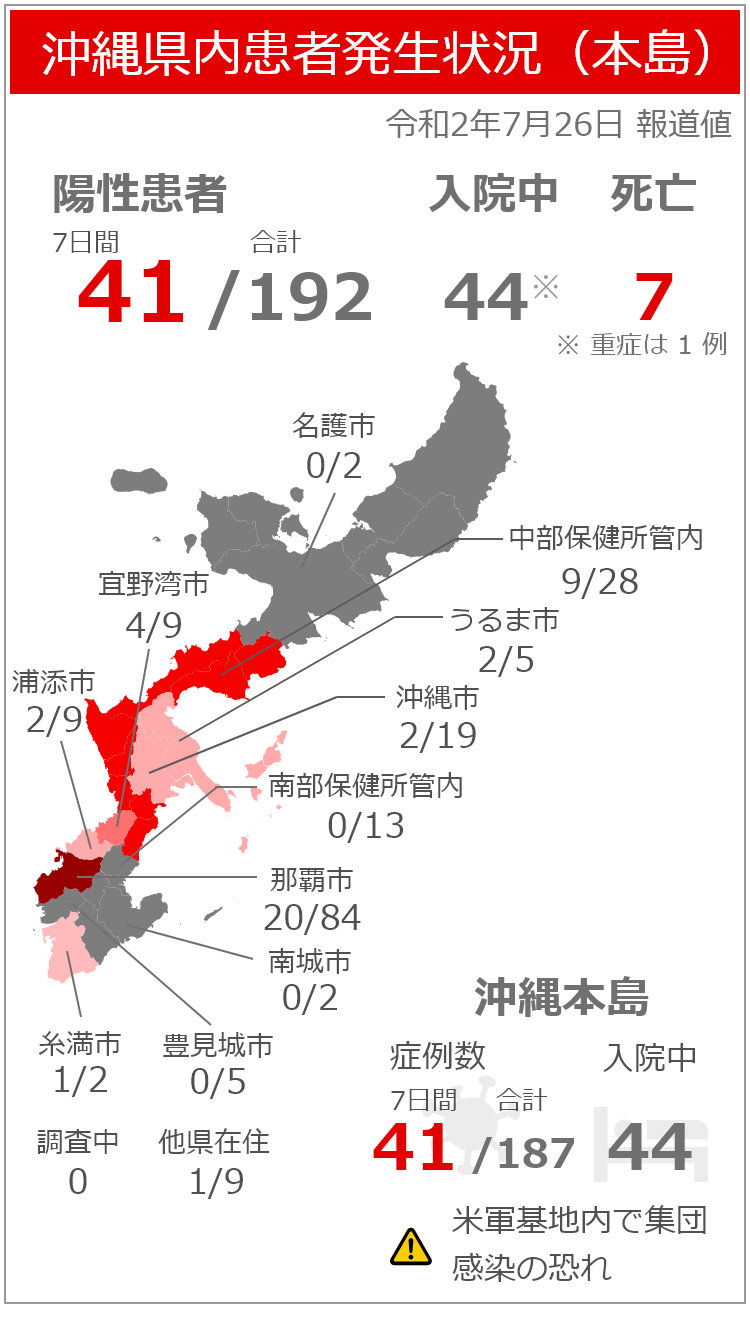 沖縄県内患者発生状況（本島）
令和2年7月26日 報道値
陽性患者 入院中 死亡
7日間 合計
41/192 44※ 7
※ 重症は 1 例
名護市
0/2
中部保健所管内
9/28
宜野湾市
4/9
うるま市
2/5
浦添市
2/9
沖縄市
2/19
南部保健所管内
0/13
那覇市
20/84
南城市
0/2
糸満市
1/2
豊見城市
0/5
調査中
0
他県在住
1/9
沖縄本島
症例数 入院中
7日間 合計
41/187 44
米軍基地内で集団
感染の恐れ